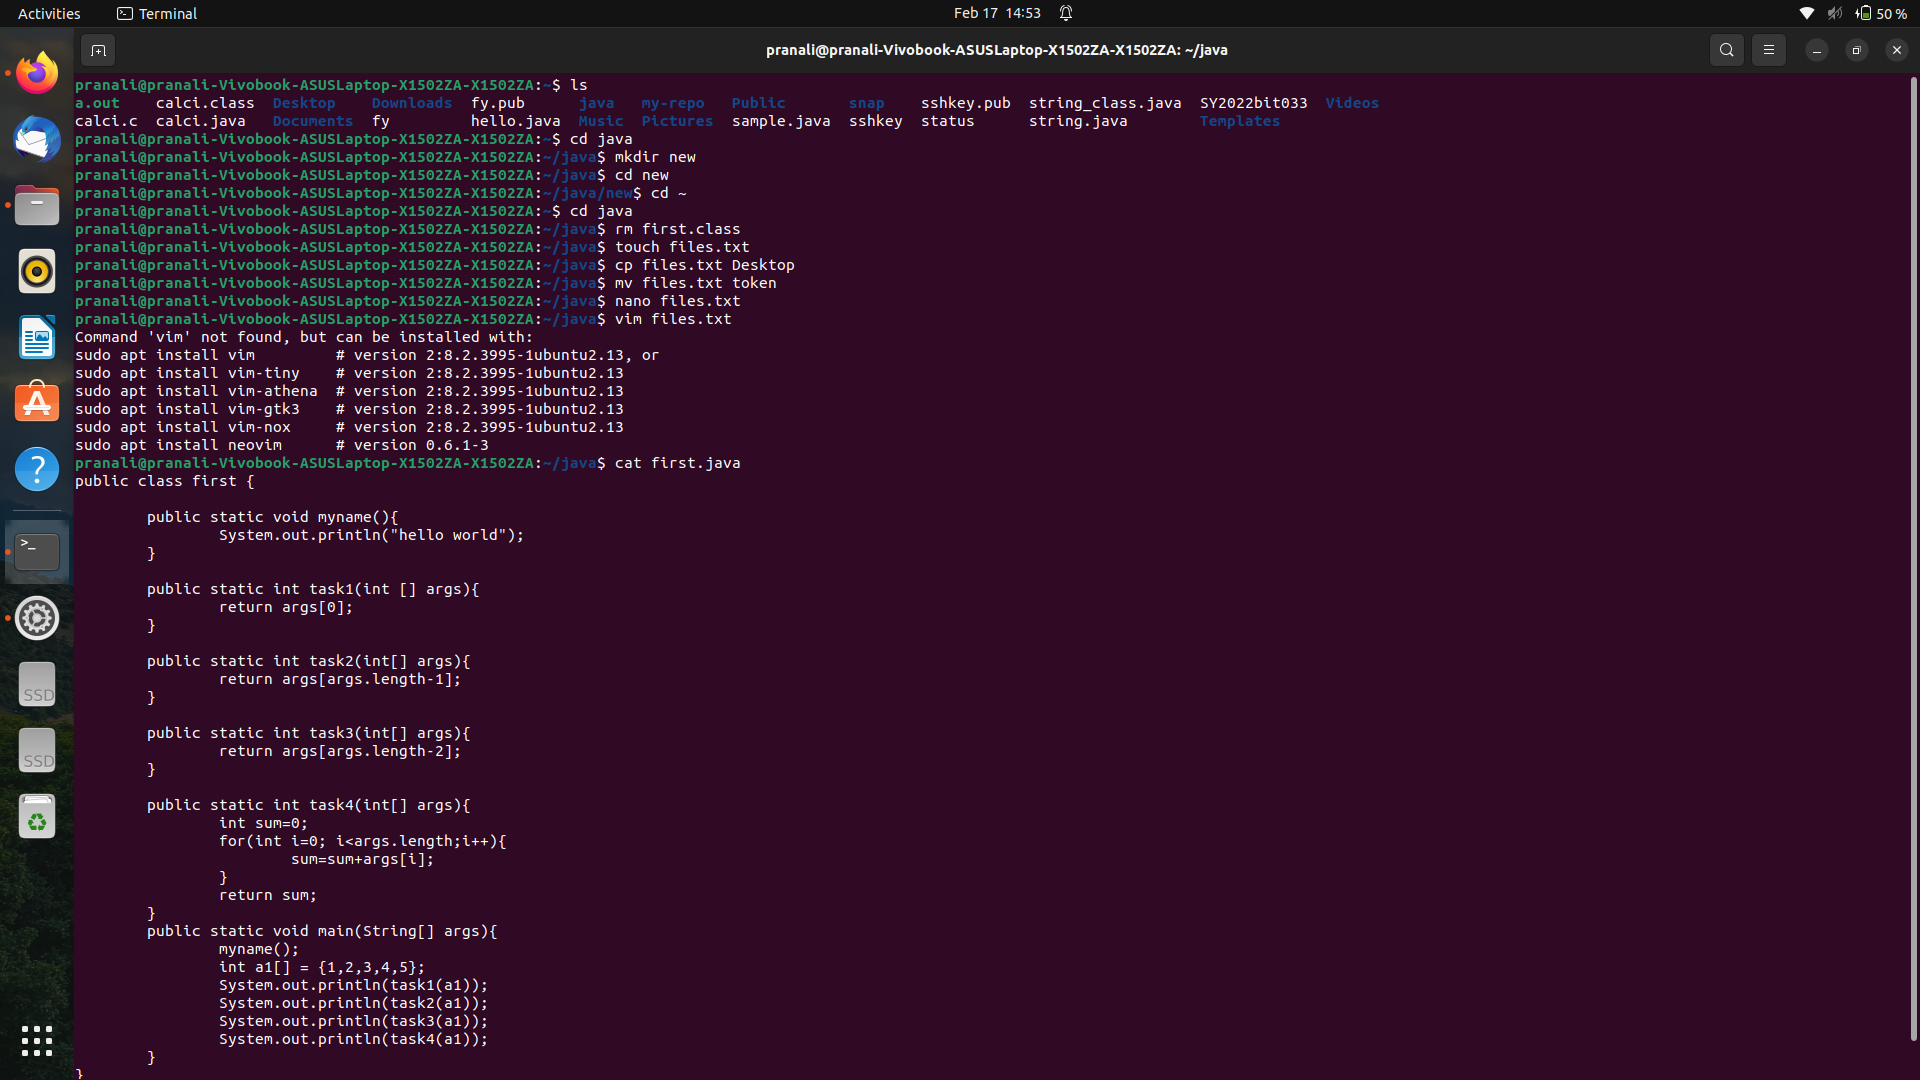 Activities Terminal Feb 17 14:53 50 %
pranali@pranali-Vivobook-ASUSLaptop-X1502ZA-X1502ZA: ~/java
pranali@pranali-Vivobook-ASUSLaptop-X1502ZA-X1502ZA:~$ ls
a.out calci.class Desktop Downloads fy.pub java my-repo Public snap sshkey.pub string_class.java SY2022bit033 Videos
calci.c calci.java Documents fy hello.java Music Pictures sample.java sshkey status string.java Templates
pranali@pranali-Vivobook-ASUSLaptop-X1502ZA-X1502ZA:~$ cd java
pranali@pranali-Vivobook-ASUSLaptop-X1502ZA-X1502ZA:~/java$ mkdir new
pranali@pranali-Vivobook-ASUSLaptop-X1502ZA-X1502ZA:~/java$ cd new
pranali@pranali-Vivobook-ASUSLaptop-X1502ZA-X1502ZA:~/java/new$ cd ~
pranali@pranali-Vivobook-ASUSLaptop-X1502ZA-X1502ZA:~$ cd java
pranali@pranali-Vivobook-ASUSLaptop-X1502ZA-X1502ZA:~/java$ rm first.class
pranali@pranali-Vivobook-ASUSLaptop-X1502ZA-X1502ZA:~/java$ touch files.txt
pranali@pranali-Vivobook-ASUSLaptop-X1502ZA-X1502ZA:~/java$ cp files.txt Desktop
pranali@pranali-Vivobook-ASUSLaptop-X1502ZA-X1502ZA:~/java$ mv files.txt token
pranali@pranali-Vivobook-ASUSLaptop-X1502ZA-X1502ZA:~/java$ nano files.txt
pranali@pranali-Vivobook-ASUSLaptop-X1502ZA-X1502ZA:~/java$ vim files.txt
Command 'vim' not found, but can be installed with:
sudo apt install vim         # version 2:8.2.3995-1ubuntu2.13, or
sudo apt install vim-tiny    # version 2:8.2.3995-1ubuntu2.13
sudo apt install vim-athena  # version 2:8.2.3995-1ubuntu2.13
sudo apt install vim-gtk3    # version 2:8.2.3995-1ubuntu2.13
sudo apt install vim-nox     # version 2:8.2.3995-1ubuntu2.13
sudo apt install neovim      # version 0.6.1-3
pranali@pranali-Vivobook-ASUSLaptop-X1502ZA-X1502ZA:~/java$ cat first.java
public class first {
        public static void myname(){
                System.out.println("hello world");
        }
        public static int task1(int [] args){
                return args[0];
        }
        public static int task2(int[] args){
                return args[args.length-1];
        }
        public static int task3(int[] args){
                return args[args.length-2];
        }
        public static int task4(int[] args){
                int sum=0;
                for(int i=0; i<args.length;i++){
                        sum=sum+args[i];
                }
                return sum;
        }
        public static void main(String[] args){
                myname();
                int a1[] = {1,2,3,4,5};
                System.out.println(task1(a1));
                System.out.println(task2(a1));
                System.out.println(task3(a1));
                System.out.println(task4(a1));
        }
}
SSD
SSD